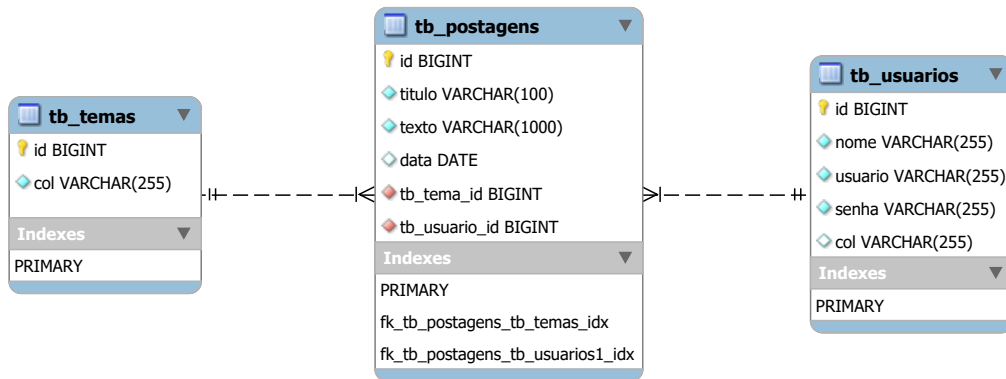 tb_temas
id BIGINT
col VARCHAR(255)
Indexes
PRIMARY
tb_postagens
id BIGINT
titulo VARCHAR(100)
texto VARCHAR(1000)
data DATE
tb_tema_id BIGINT
tb_usuario_id BIGINT
Indexes
PRIMARY
fk_tb_postagens_tb_temas_idx
fk_tb_postagens_tb_usuarios1_idx
tb_usuarios
id BIGINT
nome VARCHAR(255)
usuario VARCHAR(255)
senha VARCHAR(255)
col VARCHAR(255)
Indexes
PRIMARY